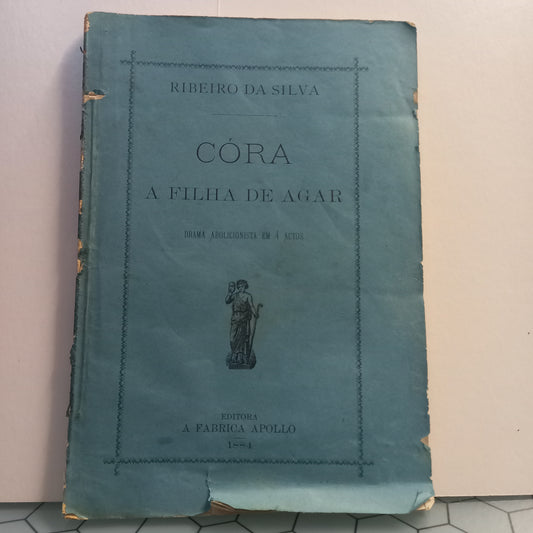 RIBEIRO DA SILVA
CÓRA
A FILHA DE AGAR
DRAMA ABOLICIONISTA EM 4 ACTOS
EDITORA
A FABRICA APOLLO
1884